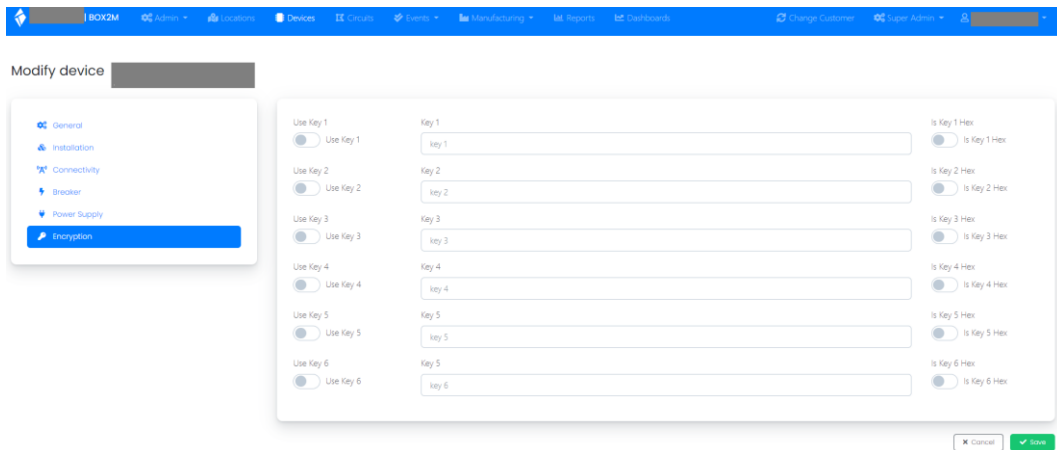 | BOX2M Admin Locations Devices Circuits Events Manufacturing Reports Dashboards Change Customer Super Admin
Modify device
General
Installation
Connectivity
Breaker
Power Supply
Encryption
Use Key 1 Key 1 Is Key 1 Hex
Use Key 1 key 1 Is Key 1 Hex
Use Key 2 Key 2 Is Key 2 Hex
Use Key 2 key 2 Is Key 2 Hex
Use Key 3 Key 3 Is Key 3 Hex
Use Key 3 key 3 Is Key 3 Hex
Use Key 4 Key 4 Is Key 4 Hex
Use Key 4 key 4 Is Key 4 Hex
Use Key 5 Key 5 Is Key 5 Hex
Use Key 5 key 5 Is Key 5 Hex
Use Key 6 Key 5 Is Key 6 Hex
Use Key 6 key 6 Is Key 6 Hex
Cancel Save